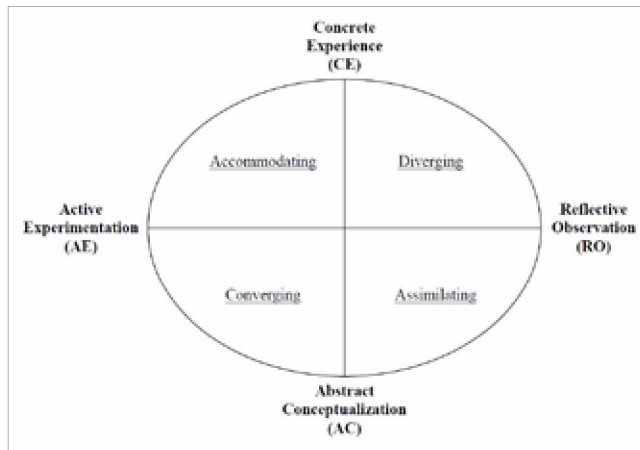 Concrete
Experience
(CE)
Accommodating
Diverging
Active
Experimentation
(AE)
Reflective
Observation
(RO)
Converging
Assimilating
Abstract
Conceptualization
(AC)